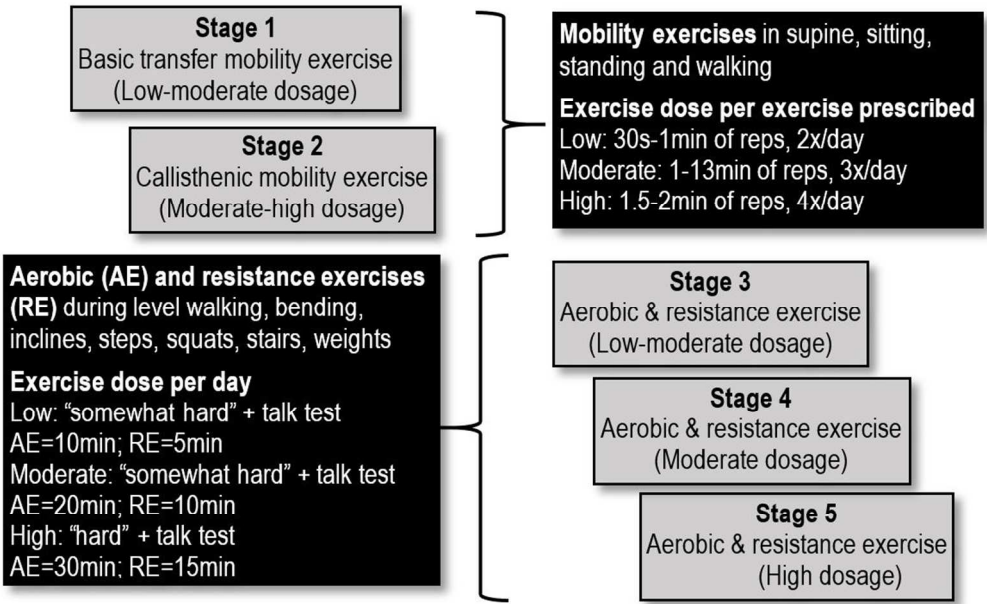 Stage 1
Basic transfer mobility exercise
(Low-moderate dosage)
Stage 2
Callisthenic mobility exercise
(Moderate-high dosage)
Mobility exercises in supine, sitting,
standing and walking
Exercise dose per exercise prescribed
Low: 30s-1min of reps, 2x/day
Moderate: 1-13min of reps, 3x/day
High: 1.5-2min of reps, 4x/day
Aerobic (AE) and resistance exercises
(RE) during level walking, bending,
inclines, steps, squats, stairs, weights
Exercise dose per day
Low: “somewhat hard” + talk test
AE=10min; RE=5min
Moderate: “somewhat hard” + talk test
AE=20min; RE=10min
High: “hard” + talk test
AE=30min; RE=15min
Stage 3
Aerobic & resistance exercise
(Low-moderate dosage)
Stage 4
Aerobic & resistance exercise
(Moderate dosage)
Stage 5
Aerobic & resistance exercise
(High dosage)